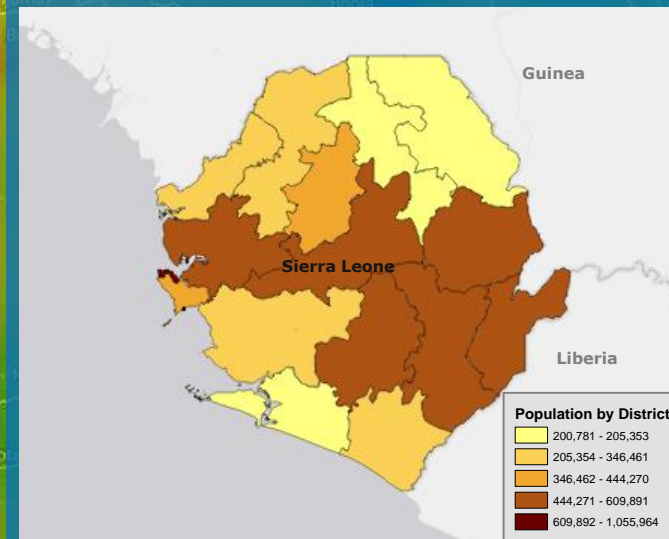 Guinea
Sierra Leone
Liberia
Population by District
200,781 - 205,353
205,354 - 346,461
346,462 - 444,270
444,271 - 609,891
609,892 - 1,055,964